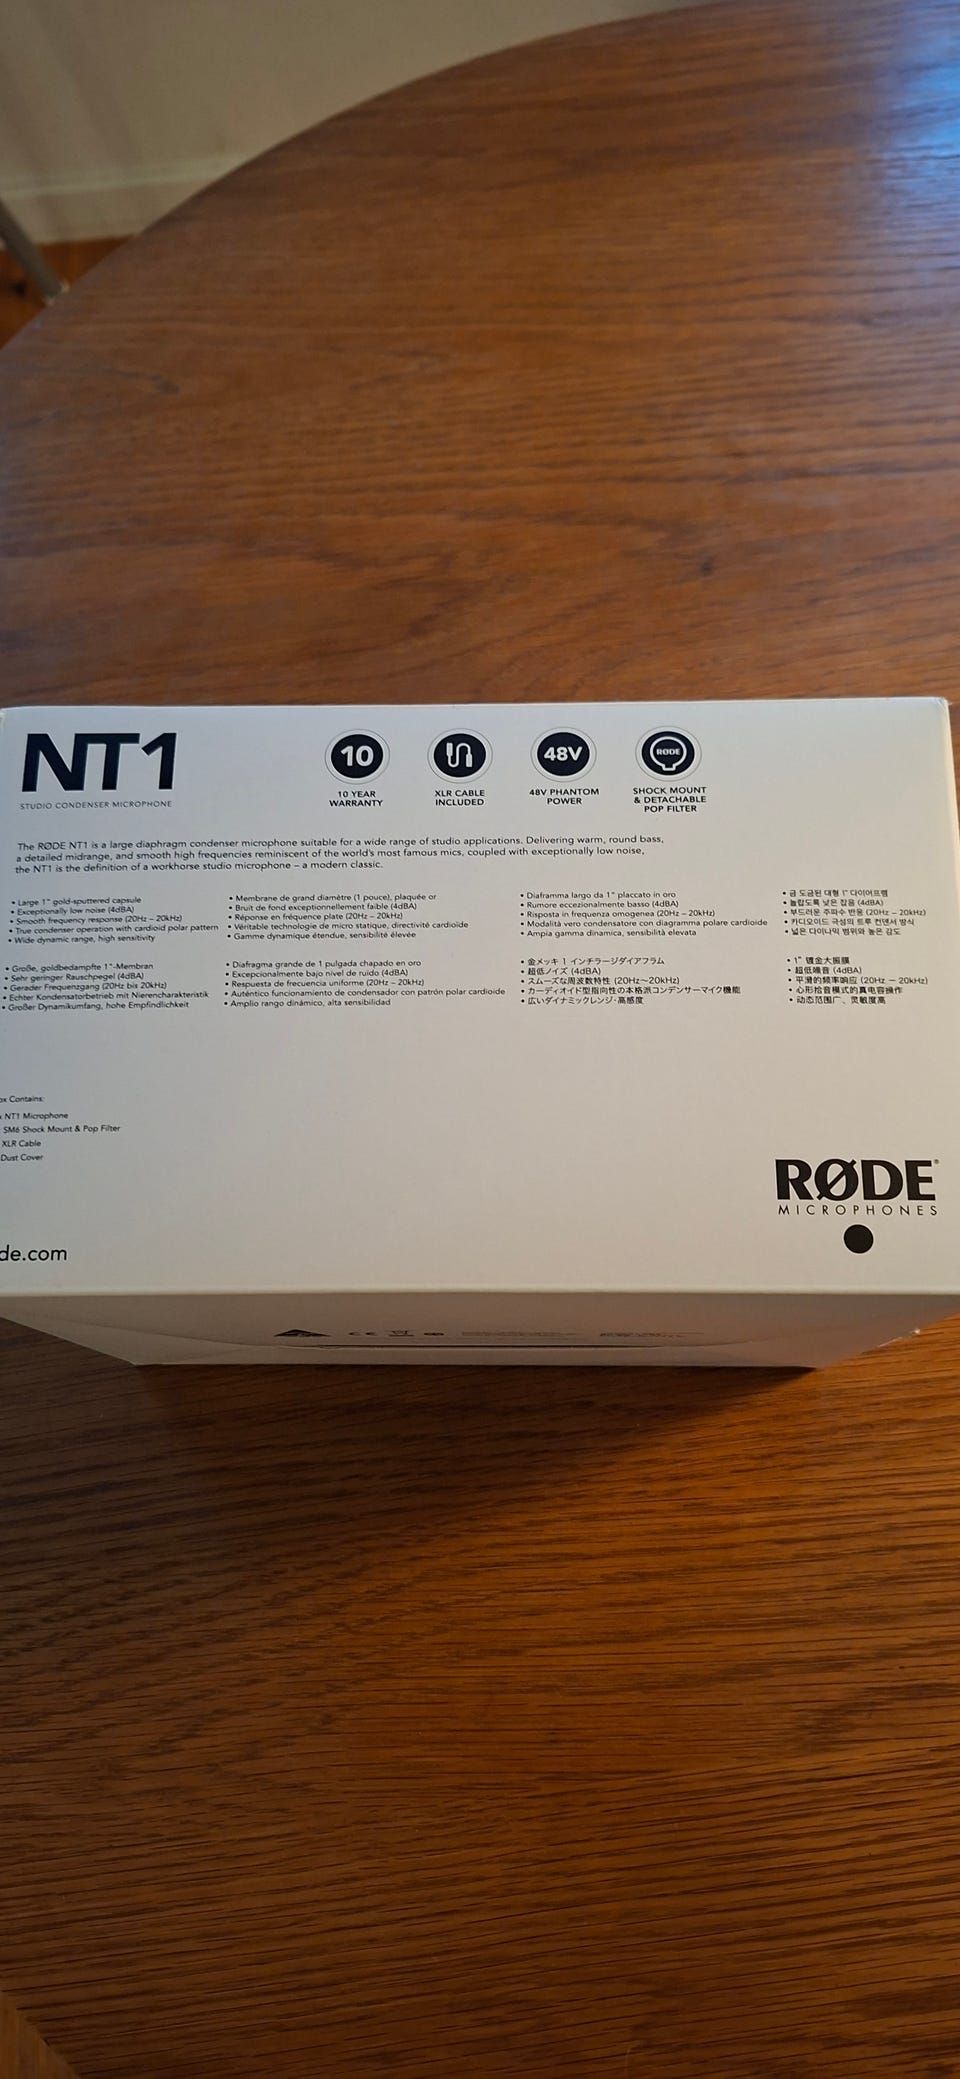 NT1
STUDIO CONDENSER MICROPHONE
10
10 YEAR
WARRANTY
XLR CABLE
INCLUDED
48V
48V PHANTOM
POWER
RØDE
SHOCK MOUNT
& DETACHABLE
POP FILTER
The RØDE NT1 is a large diaphragm condenser microphone suitable for a wide range of studio applications. Delivering warm, round bass,
a detailed midrange, and smooth high frequencies reminiscent of the world's most famous mics, coupled with exceptionally low noise,
the NT1 is the definition of a workhorse studio microphone – a modern classic.
• Large 1" gold-sputtered capsule
• Exceptionally low noise (4dBA)
• Smooth frequency response (20Hz – 20kHz)
• True condenser operation with cardioid polar pattern
• Wide dynamic range, high sensitivity
• Membrane de grand diamètre (1 pouce), plaquée or
• Bruit de fond exceptionnellement faible (4dBA)
• Réponse en fréquence plate (20Hz – 20kHz)
• Véritable technologie de micro statique, directivité cardioïde
• Gamme dynamique étendue, sensibilité élevée
• Diaframma largo da 1" placcato in oro
• Rumore eccezionalmente basso (4dBA)
• Risposta in frequenza omogenea (20Hz – 20kHz)
• Modalità vero condensatore con diagramma polare cardioide
• Ampia gamma dinamica, sensibilità elevata
• 금 도금된 대형 1" 다이어프램
• 놀랍도록 낮은 잡음 (4dBA)
• 부드러운 주파수 반응 (20Hz – 20kHz)
• 카디오이드 극성의 트루 컨덴서 방식
• 넓은 다이나믹 범위와 높은 감도
• Große, goldbedampfte 1"-Membran
• Sehr geringer Rauschpegel (4dBA)
• Gerader Frequenzgang (20Hz bis 20kHz)
• Echter Kondensatorbetrieb mit Nierencharakteristik
• Großer Dynamikumfang, hohe Empfindlichkeit
• Diafragma grande de 1 pulgada chapado en oro
• Excepcionalmente bajo nivel de ruido (4dBA)
• Respuesta de frecuencia uniforme (20Hz – 20kHz)
• Auténtico funcionamiento de condensador con patrón polar cardioide
• Amplio rango dinámico, alta sensibilidad
• 金メッキ 1 インチラージダイアフラム
• 超低ノイズ (4dBA)
• スムーズな周波数特性 (20Hz〜20kHz)
• カーディオイド型指向性の本格派コンデンサーマイク機能
• 広いダイナミックレンジ・高感度
• 1" 镀金大振膜
• 超低噪音 (4dBA)
• 平滑的频率响应 (20Hz – 20kHz)
• 心形拾音模式的真电容操作
• 动态范围广、灵敏度高
ox Contains:
NT1 Microphone
SM6 Shock Mount & Pop Filter
XLR Cable
Dust Cover
de.com
RØDE®
MICROPHONES
CE